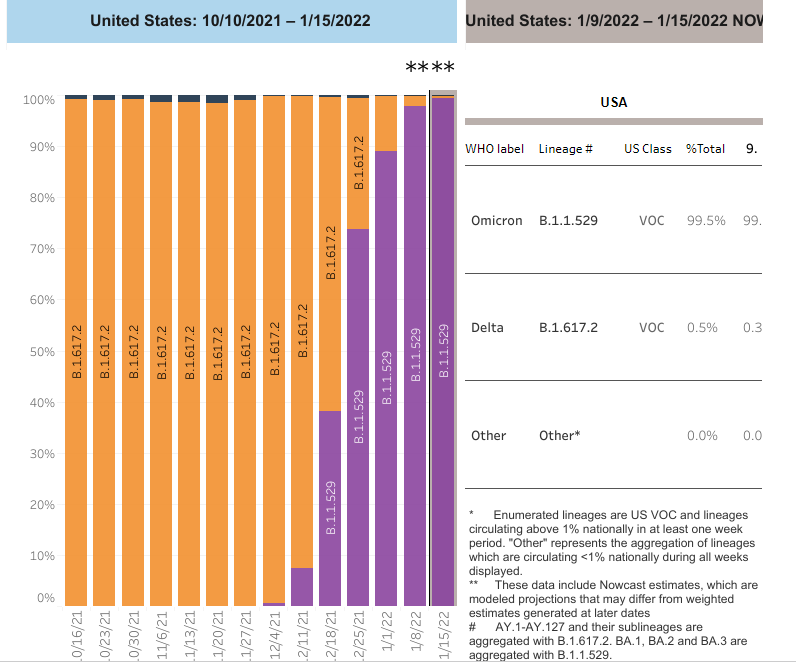 United States: 10/10/2021 – 1/15/2022
United States: 1/9/2022 – 1/15/2022 NOW
**
**
USA
WHO label Lineage # US Class %Total 9.
Omicron B.1.1.529 VOC 99.5% 99.
Delta B.1.617.2 VOC 0.5% 0.3
Other Other* 0.0% 0.0
100%
90%
80%
70%
60%
50%
40%
30%
20%
10%
0%
B.1.617.2
B.1.617.2
B.1.617.2
B.1.617.2
B.1.617.2
B.1.617.2
B.1.617.2
B.1.617.2
B.1.617.2
B.1.617.2
B.1.1.529
B.1.617.2
B.1.1.529
B.1.1.529
B.1.1.529
B.1.1.529
0/16/21
0/23/21
0/30/21
11/6/21
1/13/21
1/20/21
1/27/21
12/4/21
2/11/21
2/18/21
2/25/21
1/1/22
1/8/22
1/15/22
* Enumerated lineages are US VOC and lineages
circulating above 1% nationally in at least one week
period. "Other" represents the aggregation of lineages
which are circulating <1% nationally during all weeks
displayed.
** These data include Nowcast estimates, which are
modeled projections that may differ from weighted
estimates generated at later dates
# AY.1-AY.127 and their sublineages are
aggregated with B.1.617.2. BA.1, BA.2 and BA.3 are
aggregated with B.1.1.529.